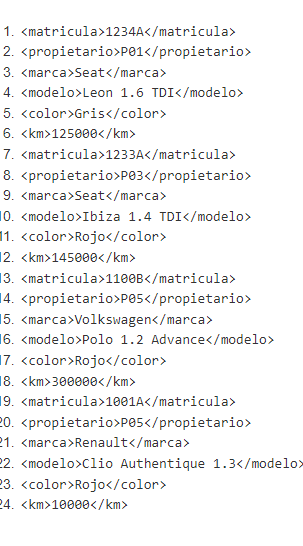 1. <matricula>1234A</matricula>
2. <propietario>P01</propietario>
3. <marca>Seat</marca>
4. <modelo>Leon 1.6 TDI</modelo>
5. <color>Gris</color>
6. <km>125000</km>
7. <matricula>1233A</matricula>
8. <propietario>P03</propietario>
9. <marca>Seat</marca>
10. <modelo>Ibiza 1.4 TDI</modelo>
11. <color>Rojo</color>
12. <km>145000</km>
13. <matricula>1100B</matricula>
14. <propietario>P05</propietario>
15. <marca>Volkswagen</marca>
16. <modelo>Polo 1.2 Advance</modelo>
17. <color>Rojo</color>
18. <km>300000</km>
19. <matricula>1001A</matricula>
20. <propietario>P05</propietario>
21. <marca>Renault</marca>
22. <modelo>Clio Authentique 1.3</modelo>
23. <color>Rojo</color>
24. <km>10000</km>